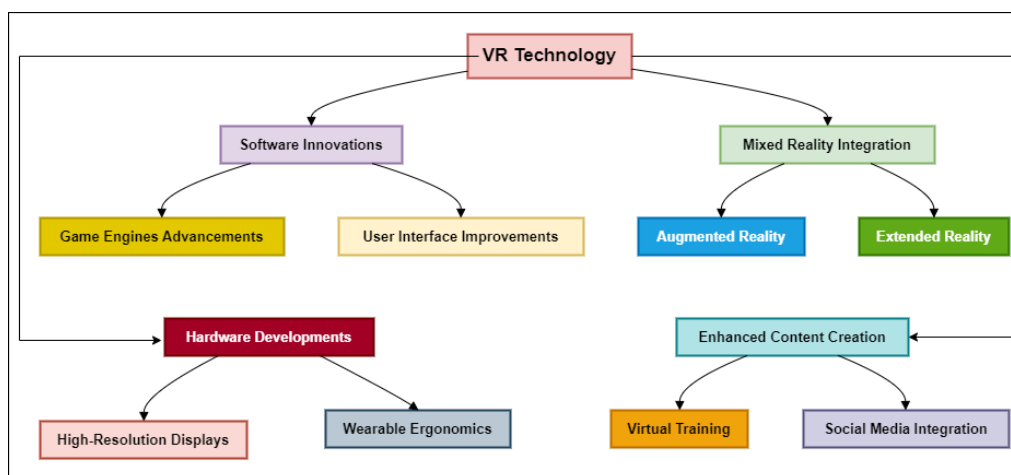 VR Technology
Software Innovations
Mixed Reality Integration
Game Engines Advancements
User Interface Improvements
Augmented Reality
Extended Reality
Hardware Developments
Enhanced Content Creation
High-Resolution Displays
Wearable Ergonomics
Virtual Training
Social Media Integration